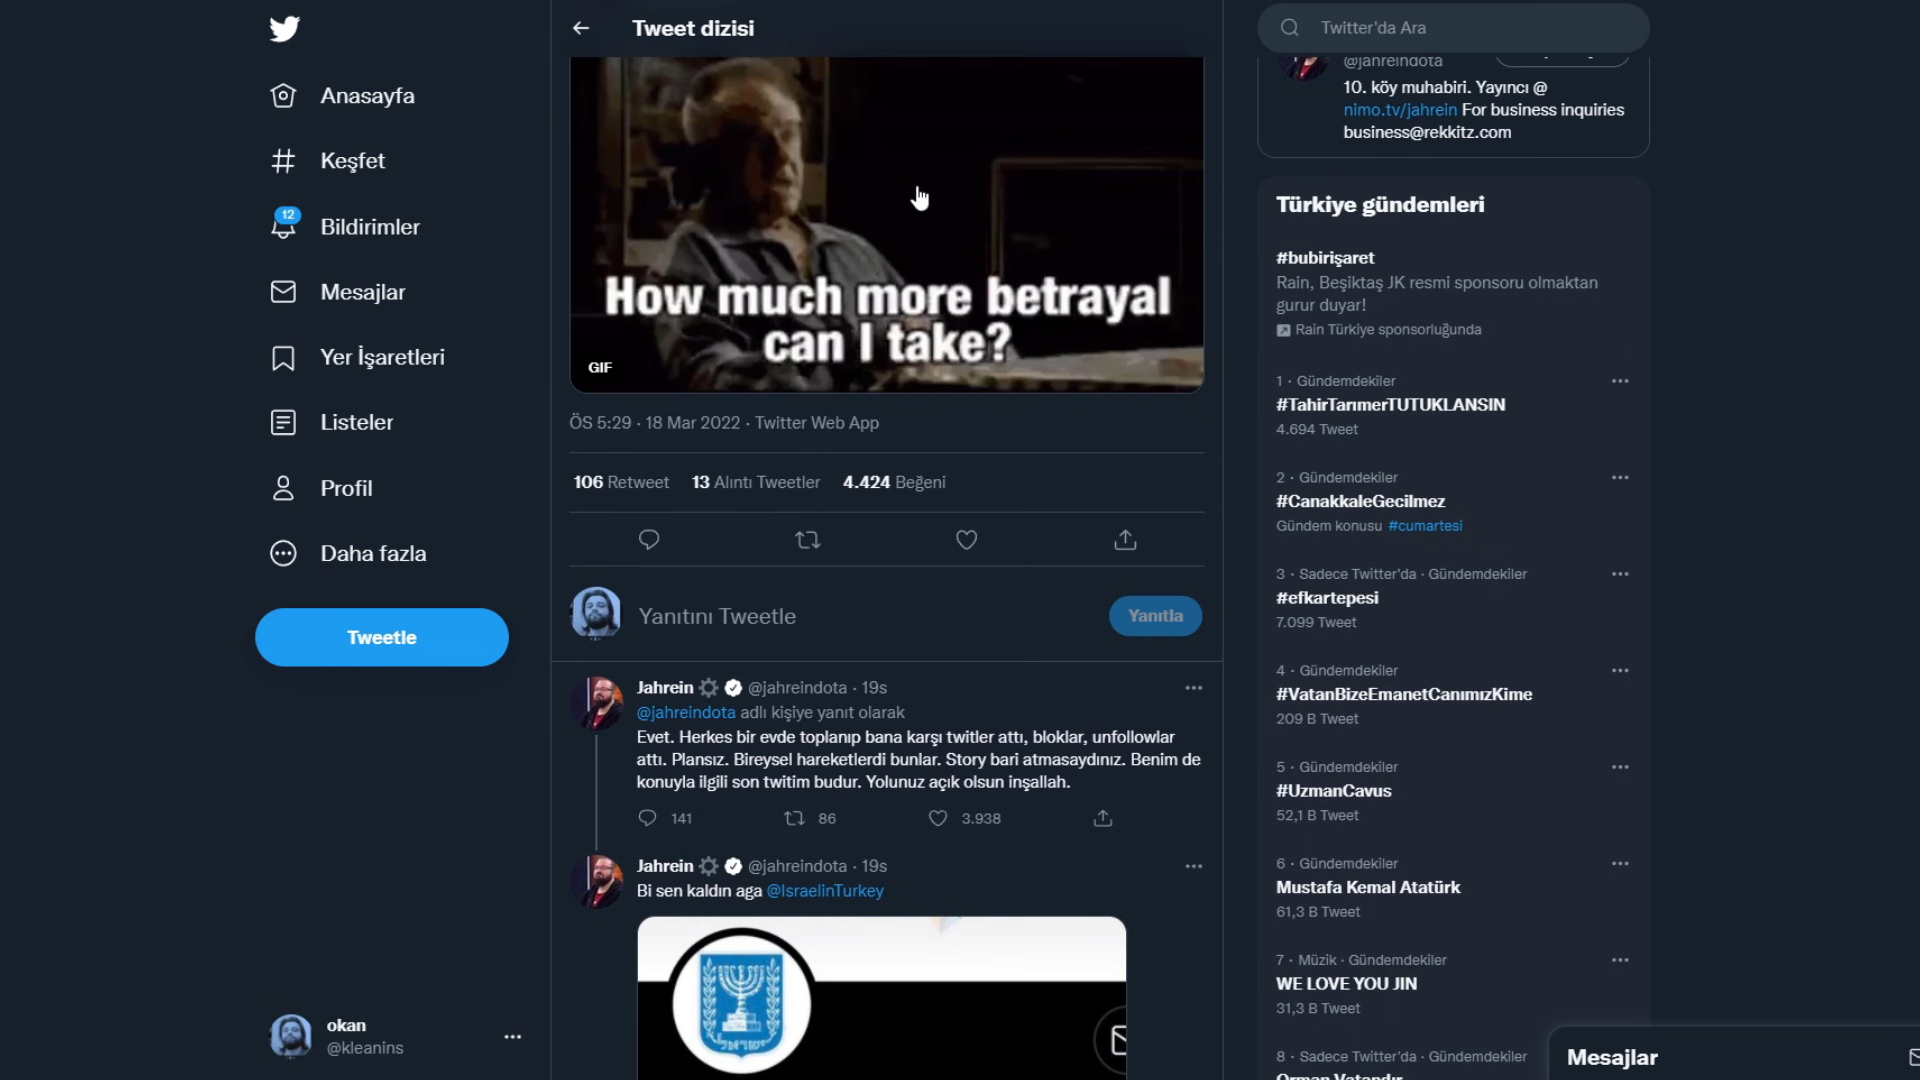 Anasayfa
Keşfet
12
Bildirimler
Mesajlar
Yer İşaretleri
Listeler
Profil
Daha fazla
Tweetle
okan
@kleanins
Tweet dizisi
How much more betrayal
can I take?
GIF
ÖS 5:29 · 18 Mar 2022 · Twitter Web App
106 Retweet 13 Alıntı Tweetler 4.424 Beğeni
Yanıtını Tweetle
Yanıtla
Jahrein @jahreindota · 19s
@jahreindota adlı kişiye yanıt olarak
Evet. Herkes bir evde toplanıp bana karşı twitler attı, bloklar, unfollowlar
attı. Plansız. Bireysel hareketlerdi bunlar. Story bari atmasaydınız. Benim de
konuyla ilgili son twitim budur. Yolunuz açık olsun inşallah.
141 86 3.938
Jahrein @jahreindota · 19s
Bi sen kaldın aga @IsraelinTurkey
ישראל
Twitter'da Ara
@jahreindota
10. köy muhabiri. Yayıncı @
nimo.tv/jahrein For business inquiries
business@rekkitz.com
Türkiye gündemleri
#bubirişaret
Rain, Beşiktaş JK resmi sponsoru olmaktan
gurur duyar!
Rain Türkiye sponsorluğunda
1 · Gündemdekiler
#TahirTarımerTUTUKLANSIN
4.694 Tweet
2 · Gündemdekiler
#CanakkaleGecilmez
Gündem konusu #cumartesi
3 · Sadece Twitter'da · Gündemdekiler
#efkartepesi
7.099 Tweet
4 · Gündemdekiler
#VatanBizeEmanetCanımızKime
209 B Tweet
5 · Gündemdekiler
#UzmanCavus
52,1 B Tweet
6 · Gündemdekiler
Mustafa Kemal Atatürk
61,3 B Tweet
7 · Müzik · Gündemdekiler
WE LOVE YOU JIN
31,3 B Tweet
8 · Sadece Twitter'da · Gündemdekiler
Mesajlar